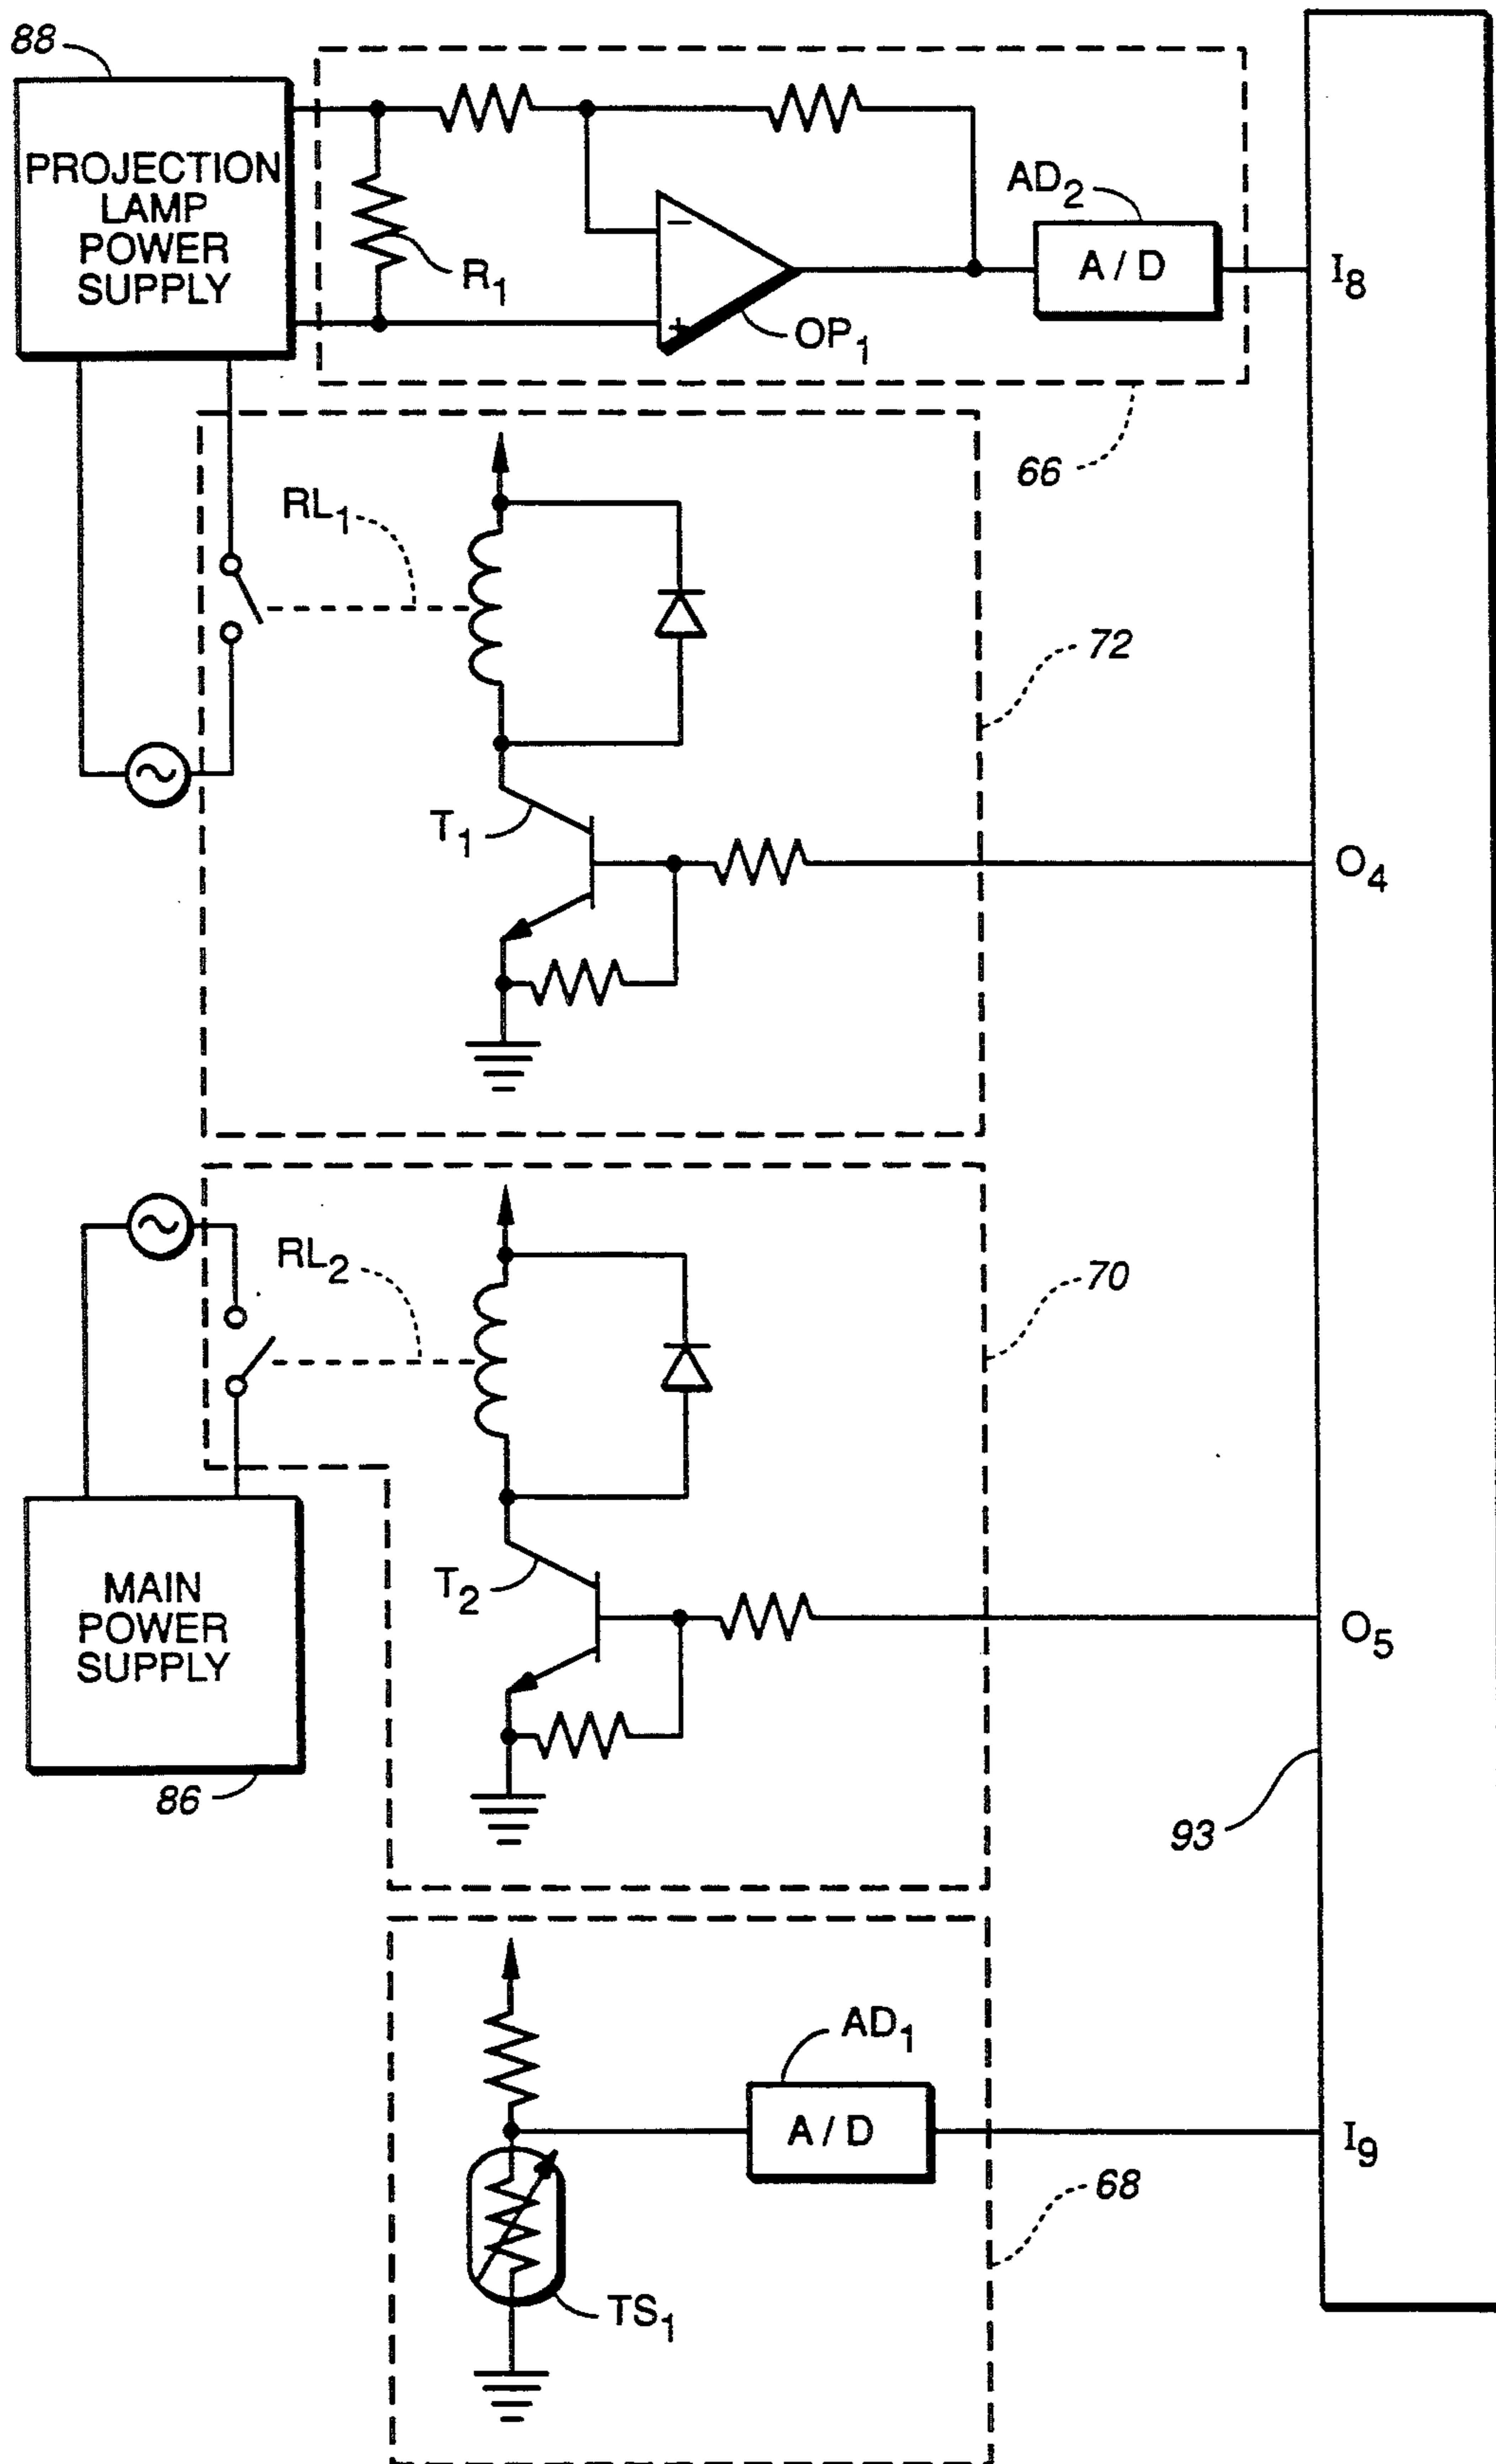 88
PROJECTION
LAMP
POWER
SUPPLY
R1
−
+
OP1
AD2
A / D
I8
66
RL1
72
T1
O4
RL2
70
MAIN
POWER
SUPPLY
86
T2
O5
93
AD1
A / D
I9
68
TS1